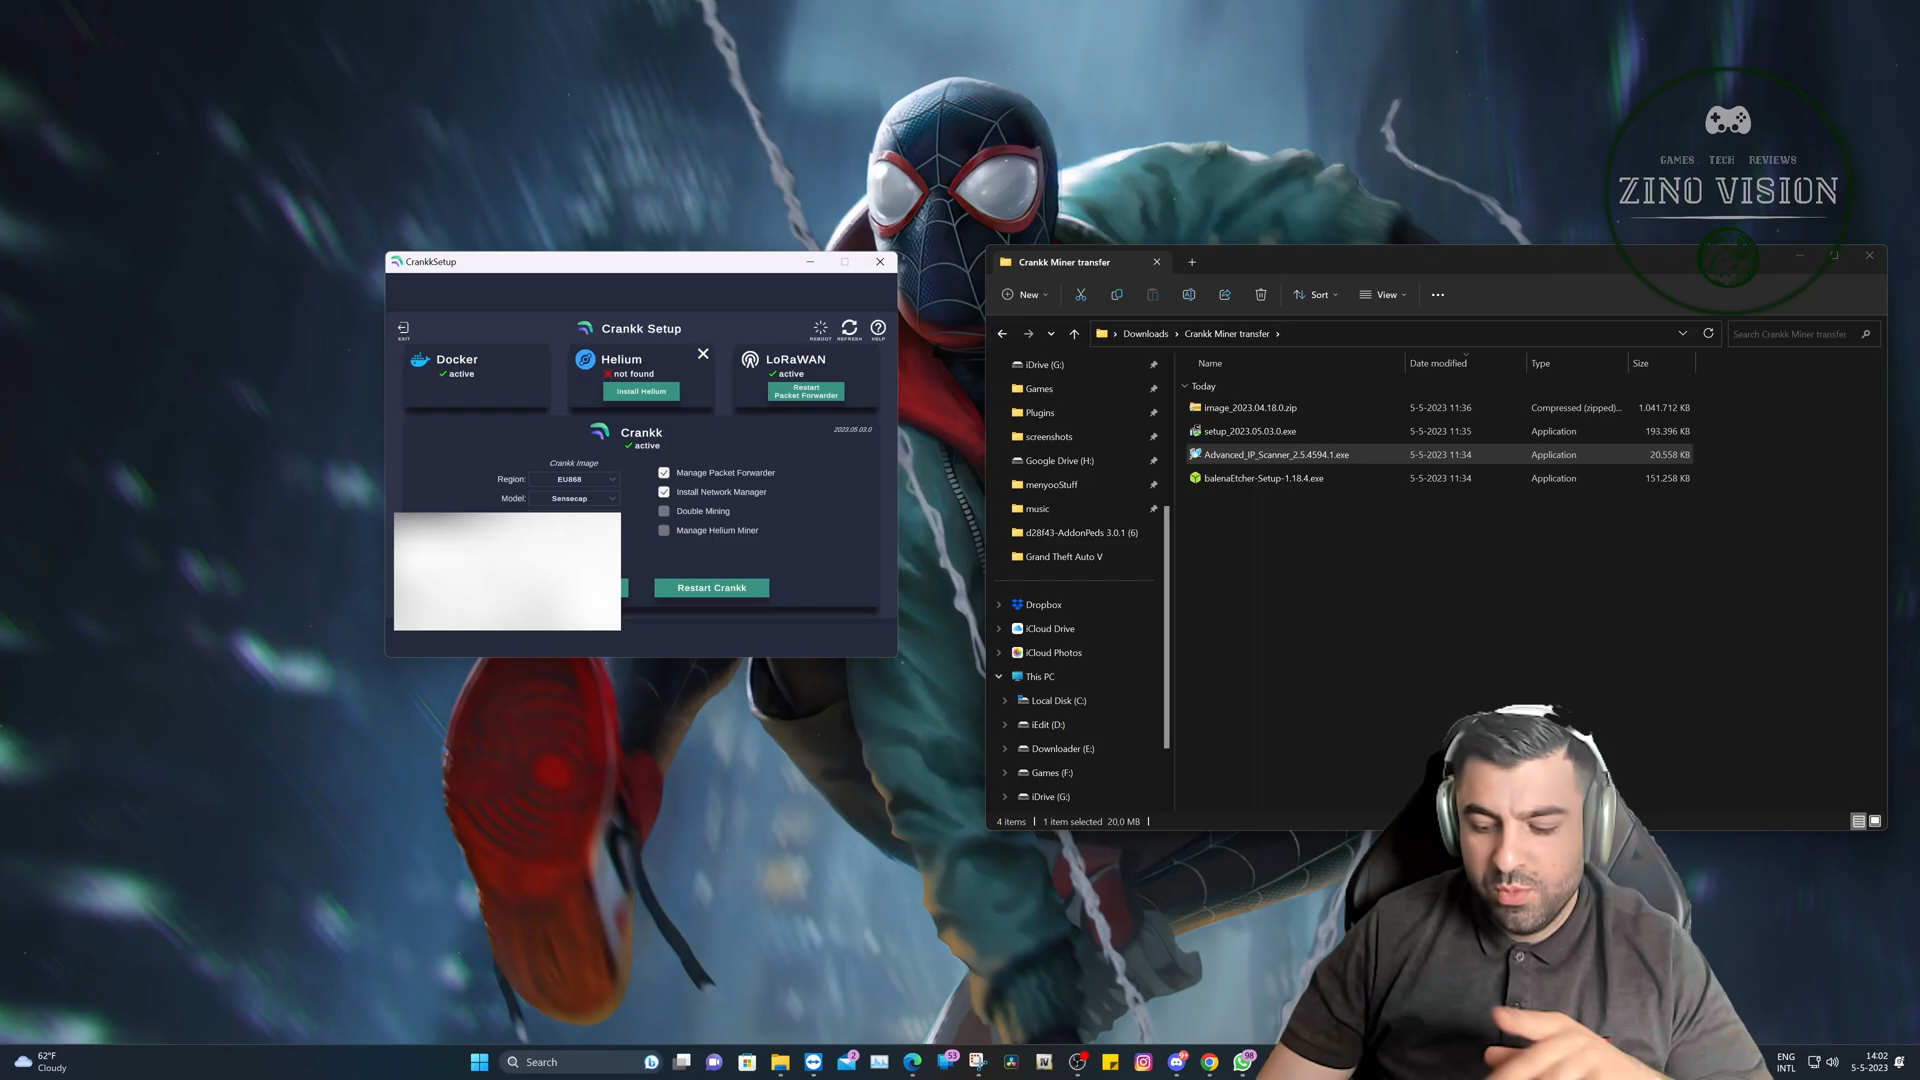 GAMES . TECH . REVIEWS
ZINO VISION
CrankkSetup
EXIT
Crankk Setup
REBOOT
REFRESH
HELP
Docker
active
Helium
not found
Install Helium
LoRaWAN
active
Restart
Packet Forwarder
Crankk
active
2023.05.03.0
Crankk Image
Region:
EU868
Model:
Sensecap
Manage Packet Forwarder
Install Network Manager
Double Mining
Manage Helium Miner
Restart Crankk
Crankk Miner transfer
New
Sort
View
Downloads > Crankk Miner transfer >
Search Crankk Miner transfer
iDrive (G:)
Games
Plugins
screenshots
Google Drive (H:)
menyooStuff
music
d28f43-AddonPeds 3.0.1 (6)
Grand Theft Auto V
Dropbox
iCloud Drive
iCloud Photos
This PC
Local Disk (C:)
iEdit (D:)
Downloader (E:)
Games (F:)
iDrive (G:)
Name Date modified Type Size
Today
image_2023.04.18.0.zip 5-5-2023 11:36 Compressed (zipped)... 1.041.712 KB
setup_2023.05.03.0.exe 5-5-2023 11:35 Application 193.396 KB
Advanced_IP_Scanner_2.5.4594.1.exe 5-5-2023 11:34 Application 20.558 KB
balenaEtcher-Setup-1.18.4.exe 5-5-2023 11:34 Application 151.258 KB
4 items 1 item selected 20,0 MB
62°F
Cloudy
Search
2
53
9+
98
ENG
INTL
14:02
5-5-2023